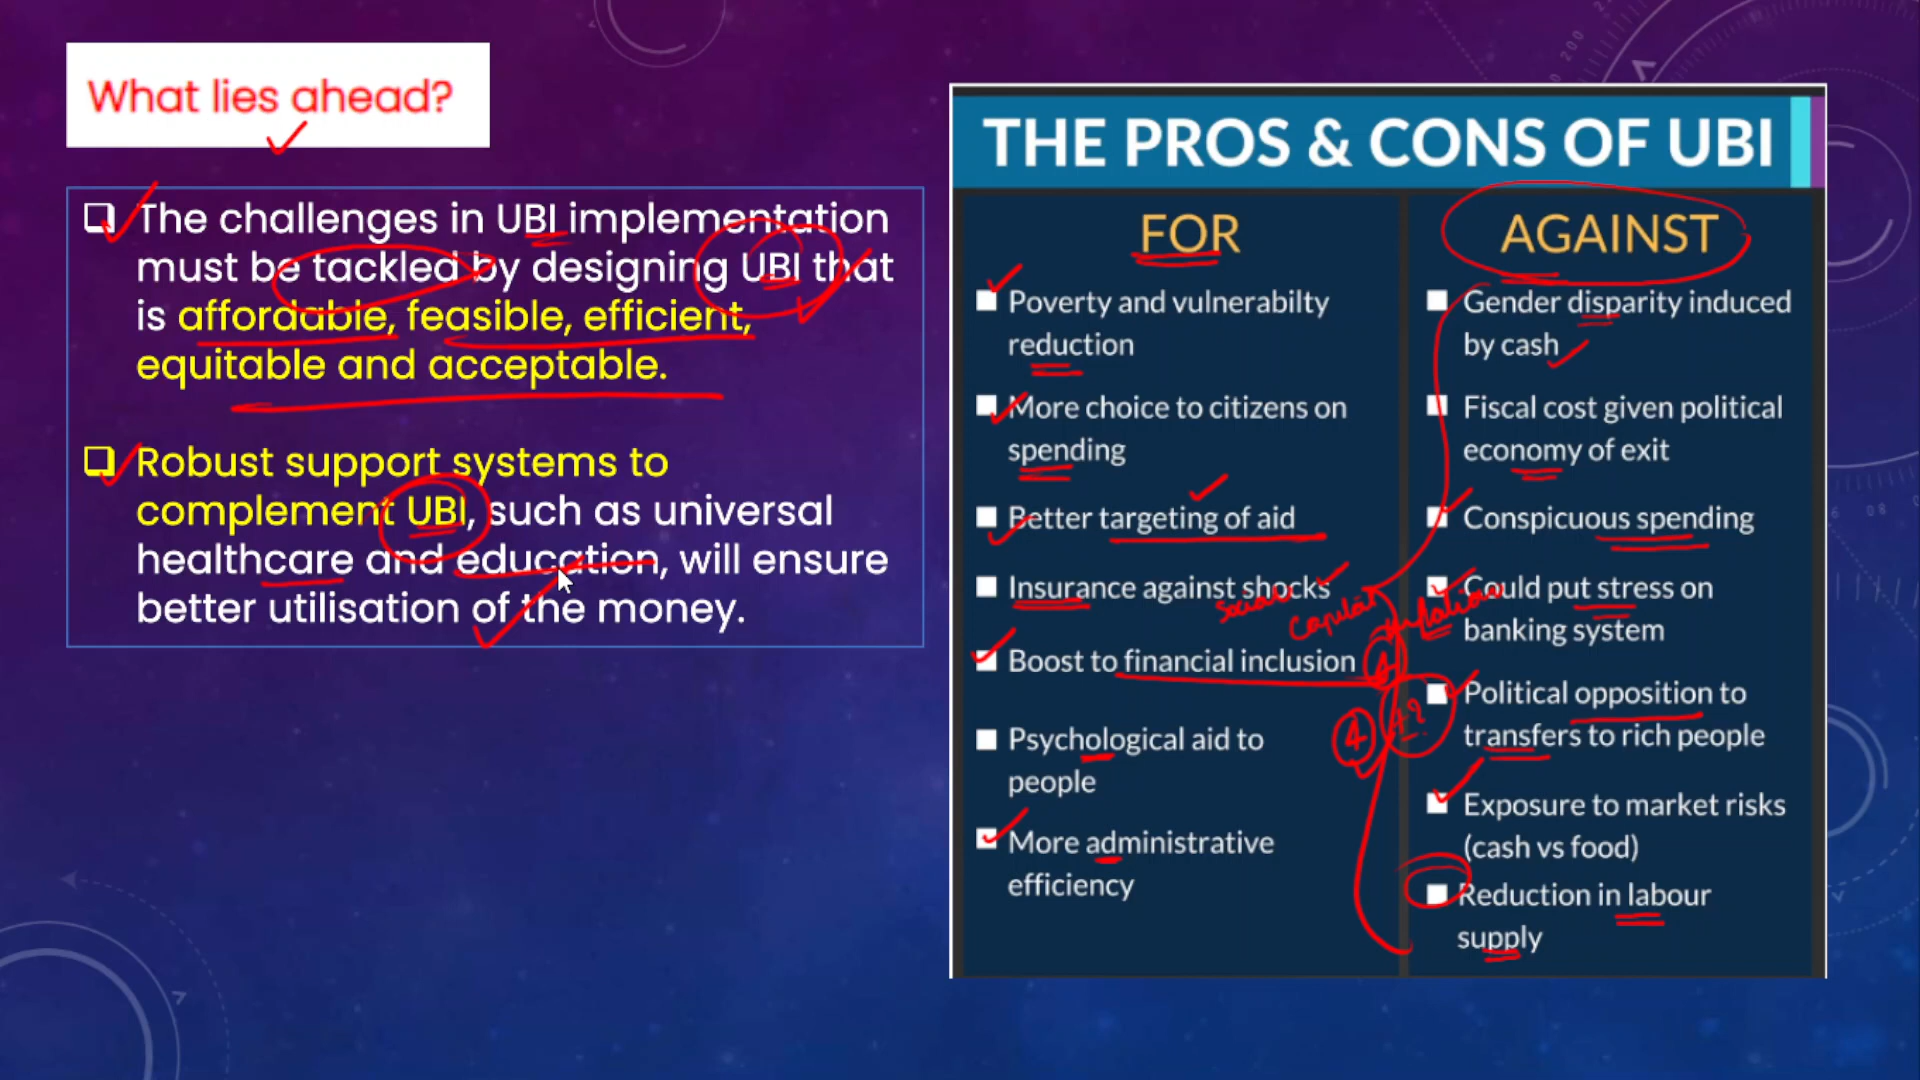 What lies ahead?
The challenges in UBI implementation
must be tackled by designing UBI that
is affordable, feasible, efficient,
equitable and acceptable.
Robust support systems to
complement UBI, such as universal
healthcare and education, will ensure
better utilisation of the money.
THE PROS & CONS OF UBI
FOR
Poverty and vulnerabilty
reduction
More choice to citizens on
spending
Better targeting of aid
Insurance against shocks
Social
Capital
Boost to financial inclusion
Psychological aid to
people
More administrative
efficiency
AGAINST
Gender disparity induced
by cash
Fiscal cost given political
economy of exit
Conspicuous spending
Could put stress on
banking system
Political opposition to
transfers to rich people
Exposure to market risks
(cash vs food)
Reduction in labour
supply